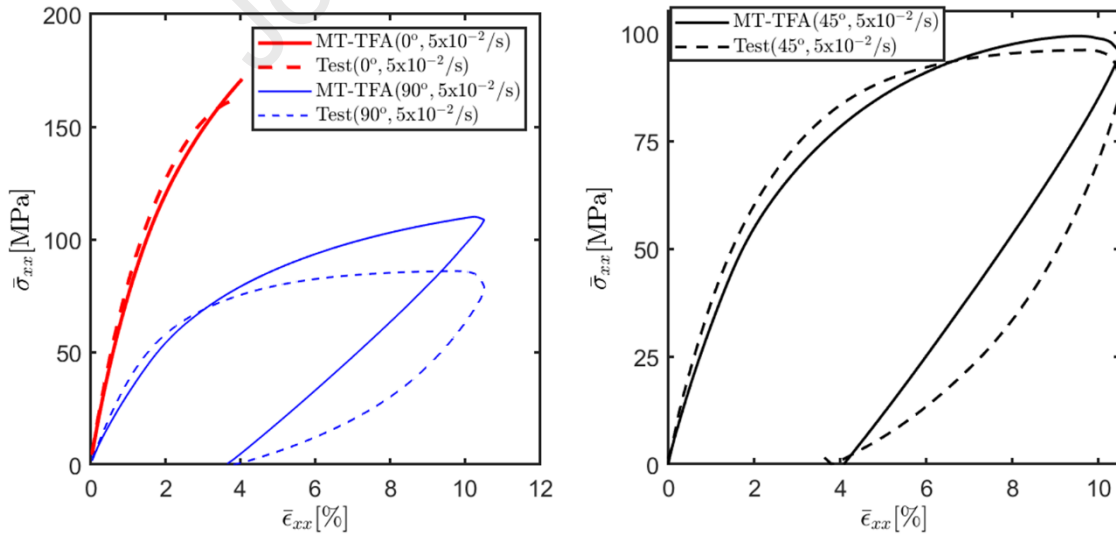 MT-TFA(0°, 5x10⁻²/s)
Test(0°, 5x10⁻²/s)
MT-TFA(90°, 5x10⁻²/s)
Test(90°, 5x10⁻²/s)
200
150
100
50
0
σ̄xx[MPa]
0 2 4 6 8 10 12
ε̄xx[%]
MT-TFA(45°, 5x10⁻²/s)
Test(45°, 5x10⁻²/s)
100
75
50
25
0
σ̄xx[MPa]
0 2 4 6 8 10
ε̄xx[%]